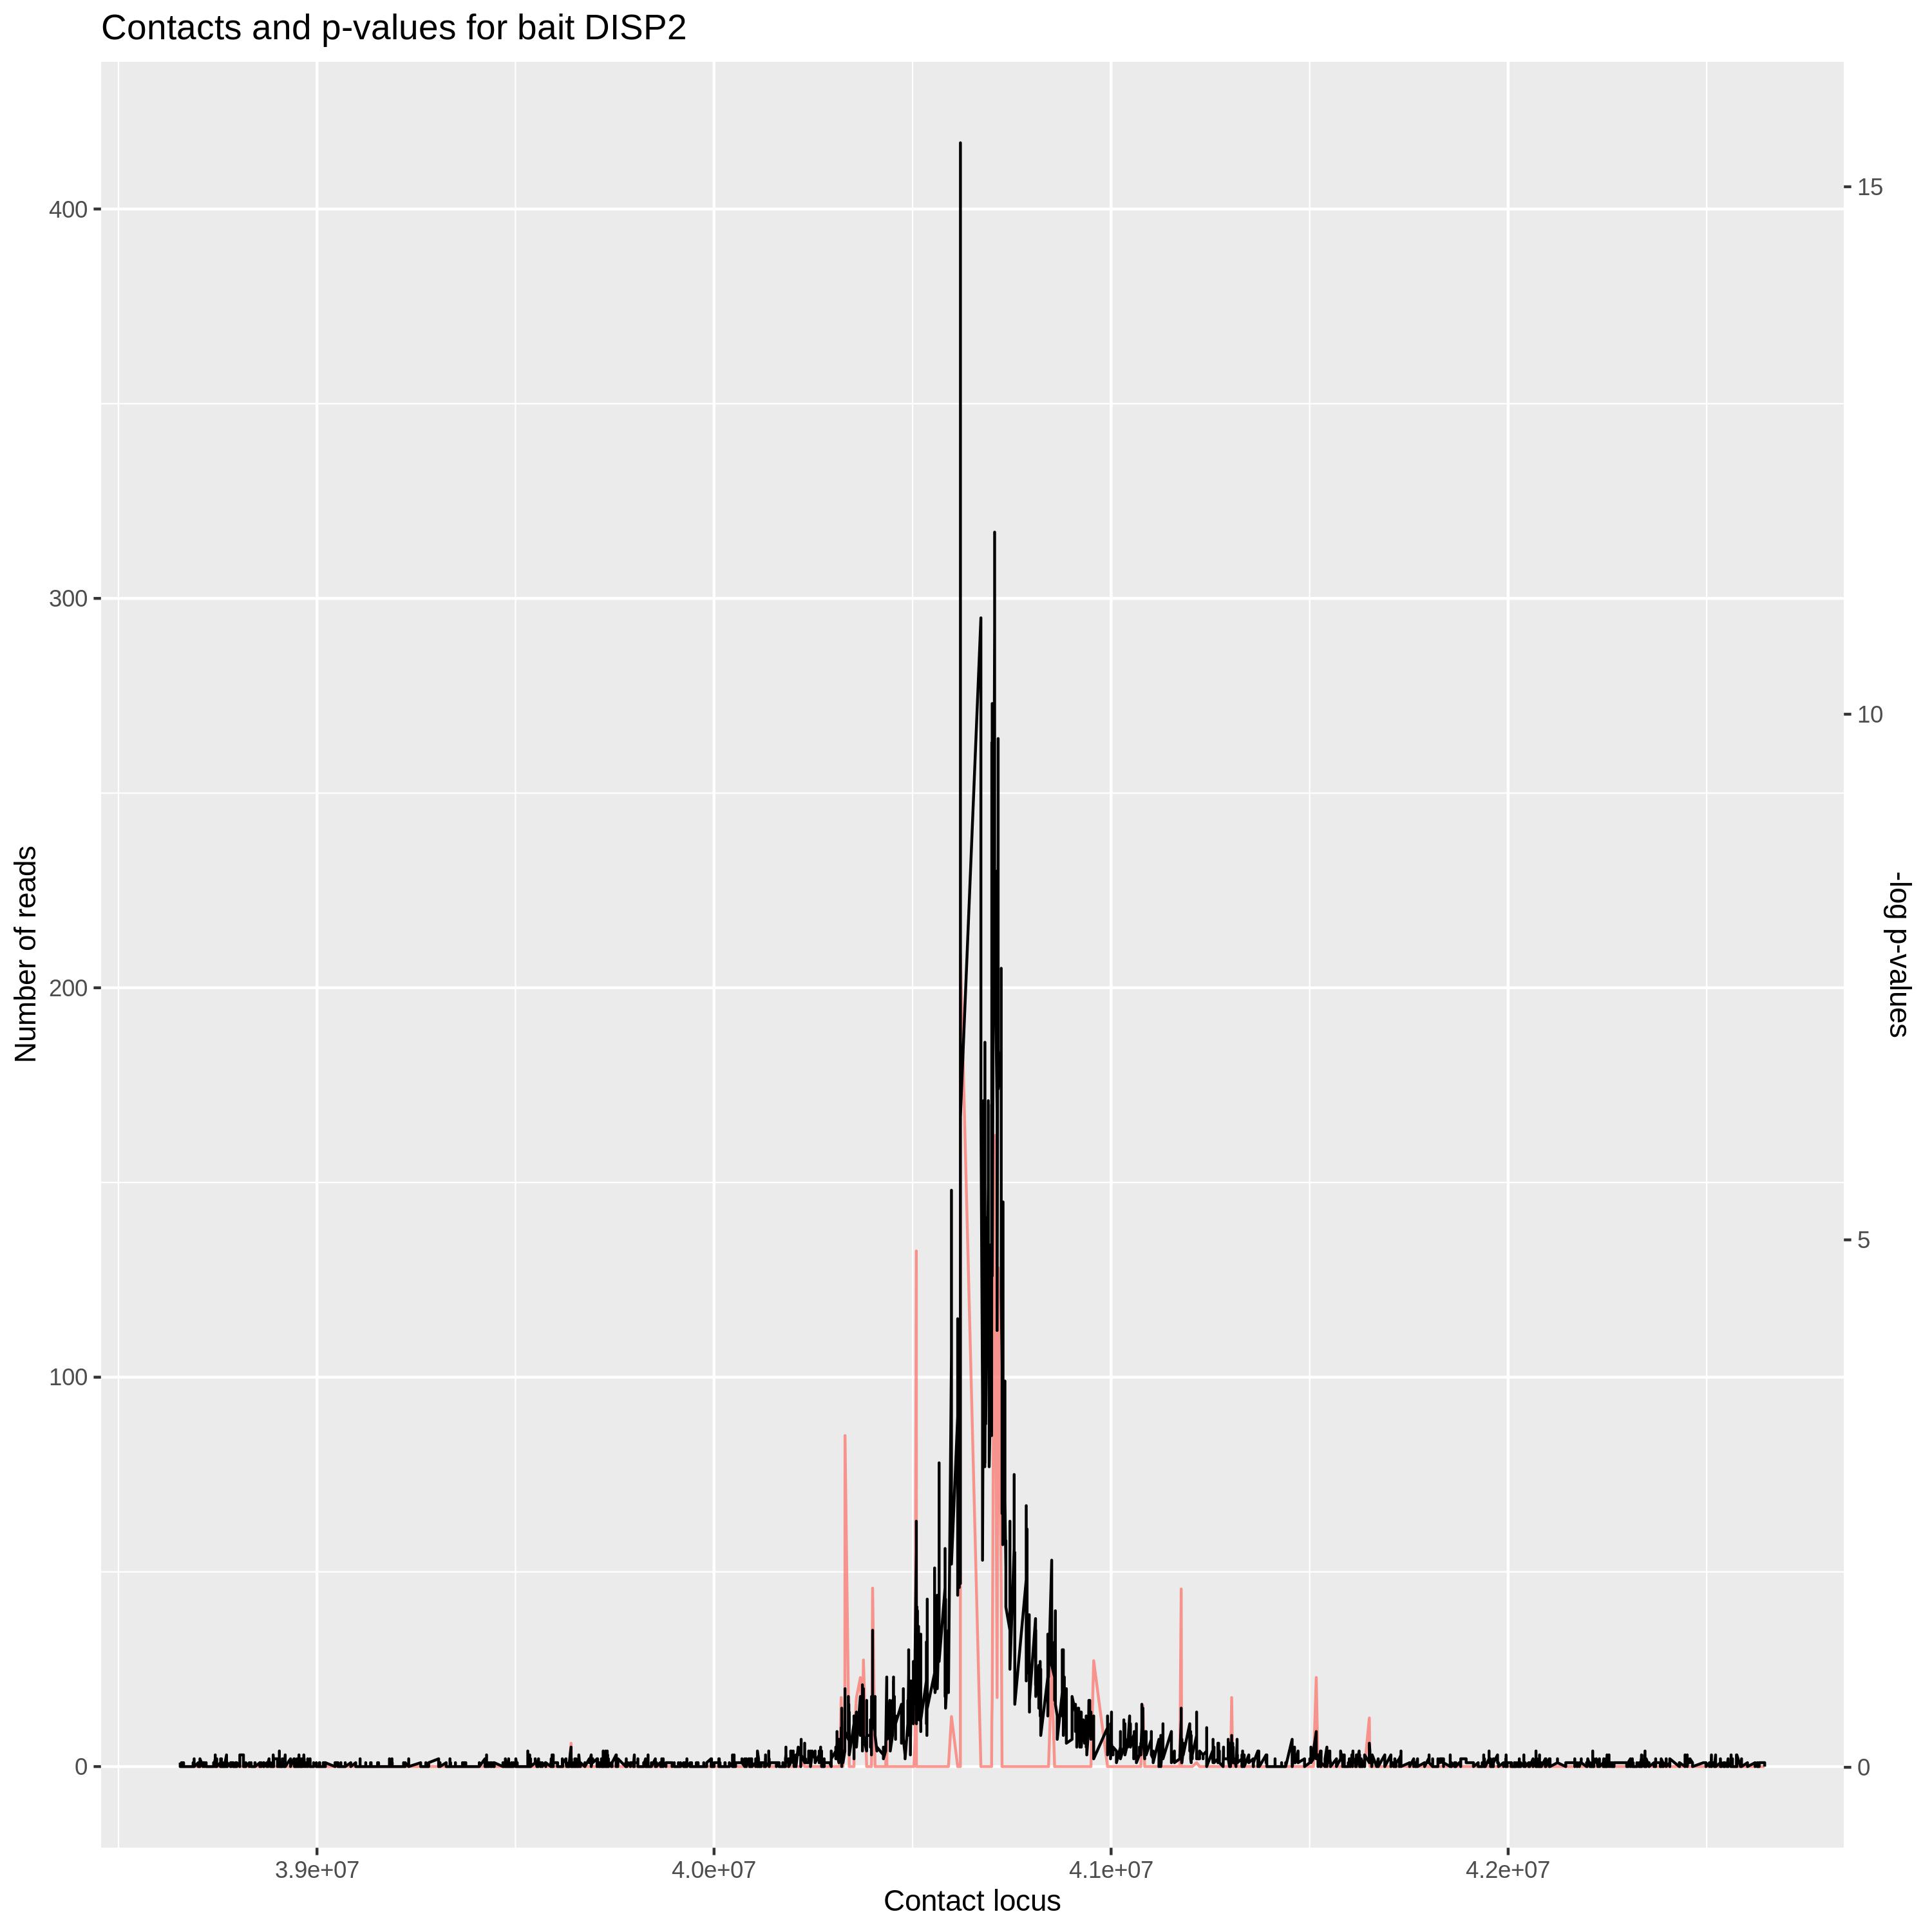 Contacts and p-values for bait DISP2
400
300
200
100
0
15
10
5
0
Number of reads
-log p-values
3.9e+07 4.0e+07 4.1e+07 4.2e+07
Contact locus